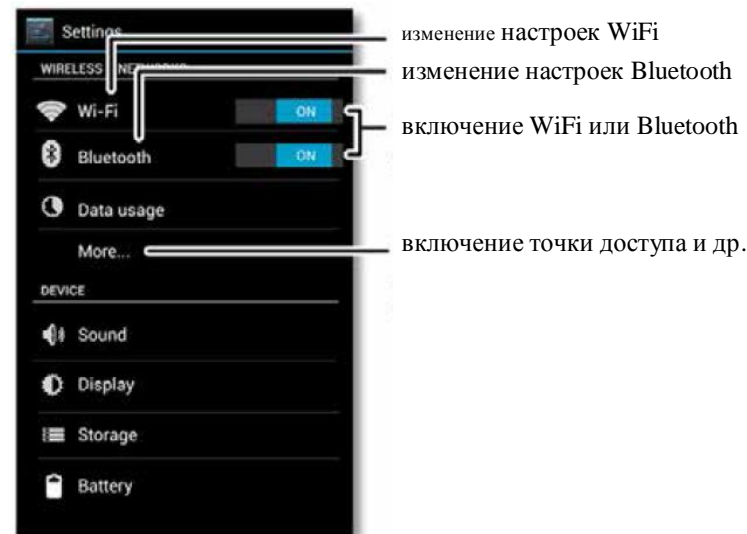 Settings
изменение настроек WiFi
WIRELESS & NETWORKS
изменение настроек Bluetooth
Wi-Fi
ON
включение WiFi или Bluetooth
Bluetooth
ON
Data usage
More...
включение точки доступа и др.
DEVICE
Sound
Display
Storage
Battery